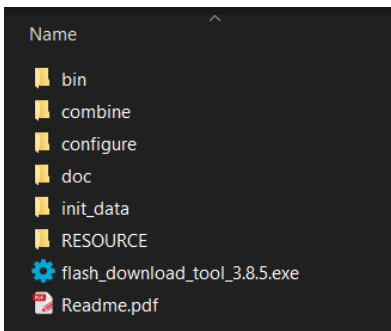 Name
bin
combine
configure
doc
init_data
RESOURCE
flash_download_tool_3.8.5.exe
Readme.pdf